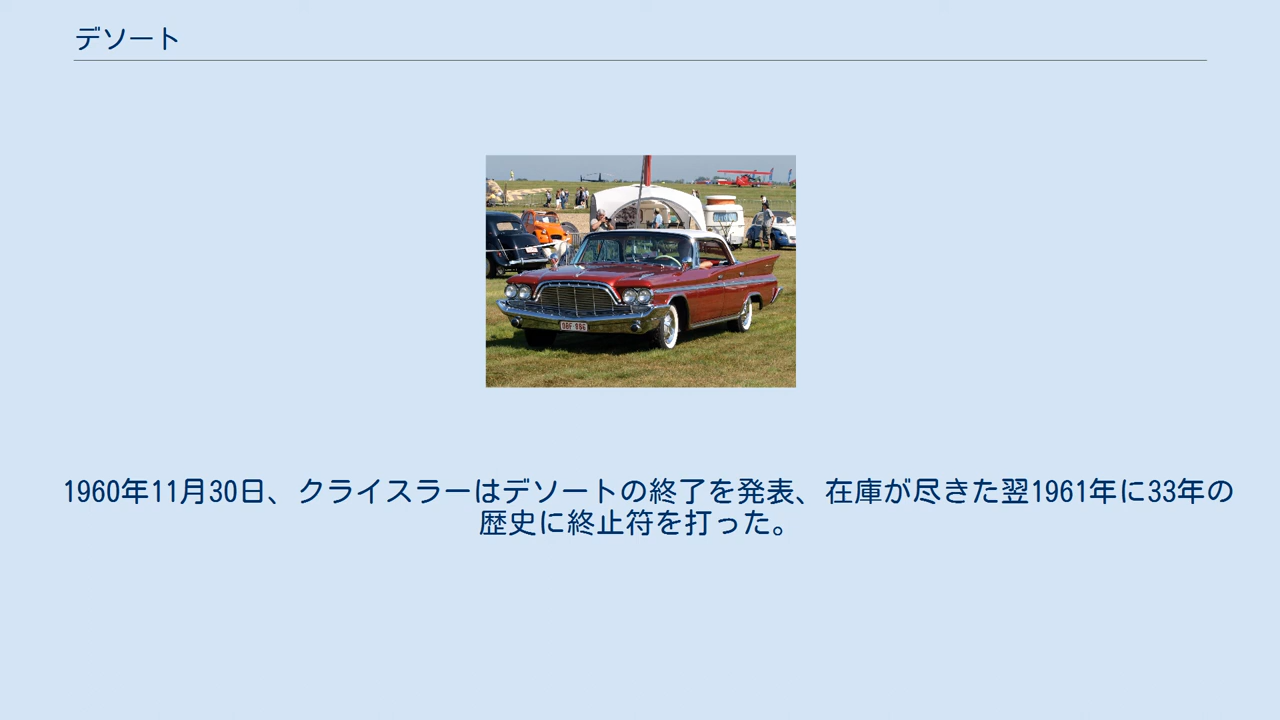 デソート
1960年11月30日、クライスラーはデソートの終了を発表、在庫が尽きた翌1961年に33年の
歴史に終止符を打った。